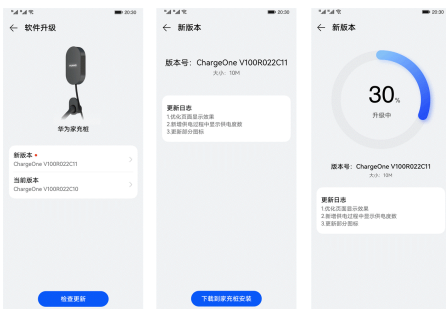 20:30
软件升级
华为家充桩
新版本
ChargeOne V100R022C11
当前版本
ChargeOne V100R022C10
检查更新
20:30
新版本
版本号：ChargeOne V100R022C11
大小：10M
更新日志
1.优化页面显示效果
2.新增供电过程中显示供电度数
3.更新部分图标
下载到家充桩安装
20:30
新版本
30%
升级中
版本号：ChargeOne V100R022C11
大小：10M
更新日志
1.优化页面显示效果
2.新增供电过程中显示供电度数
3.更新部分图标